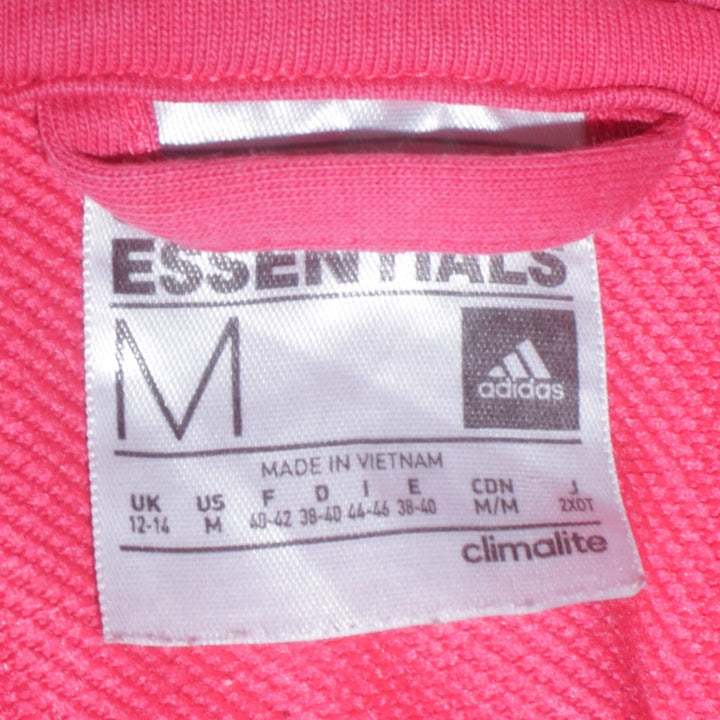 ESSENTIALS
M
adidas
MADE IN VIETNAM
UK US F D I E CDN J
12-14 M 40-42 38-40 44-46 38-40 M/M 2XOT
climalite